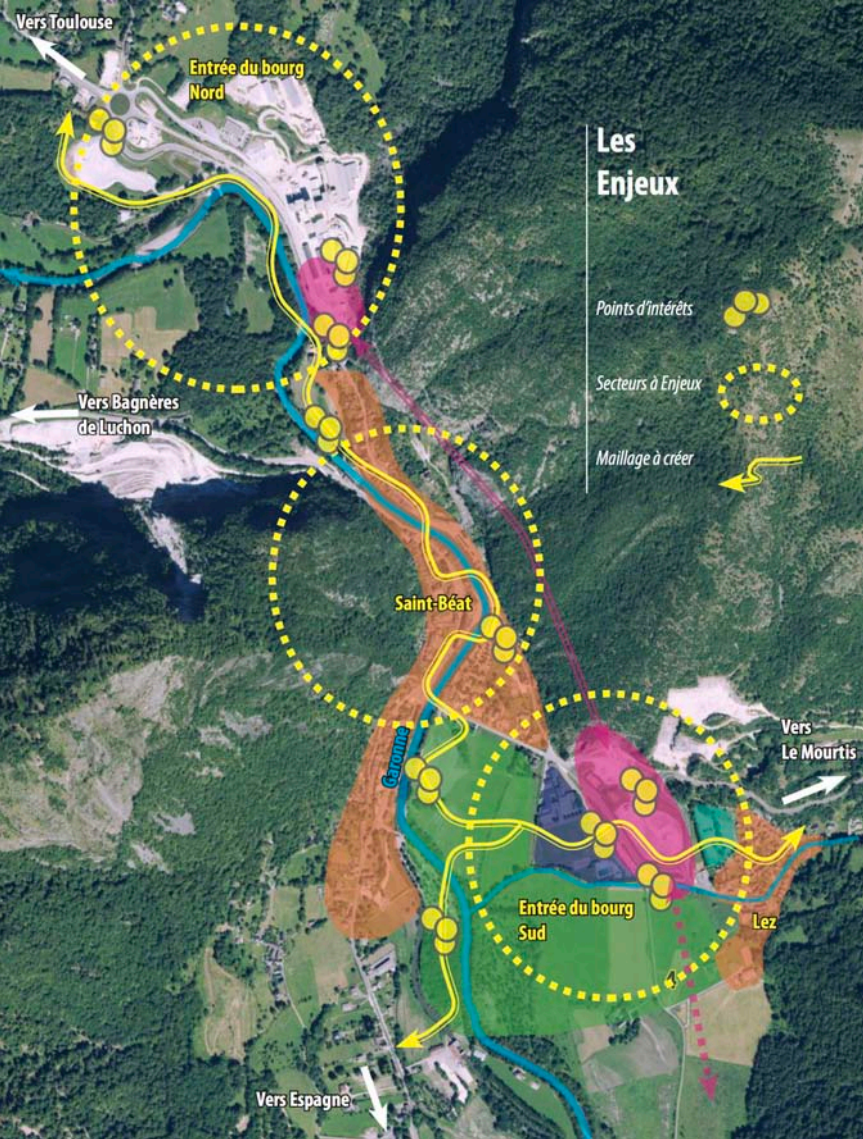 Vers Toulouse
Entrée du bourg
Nord
Les
Enjeux
Points d'intérêts
Secteurs à Enjeux
Maillage à créer
Vers Bagnères
de Luchon
Saint-Béat
Garonne
Vers
Le Mourtis
Entrée du bourg
Sud
Lez
4
Vers Espagne